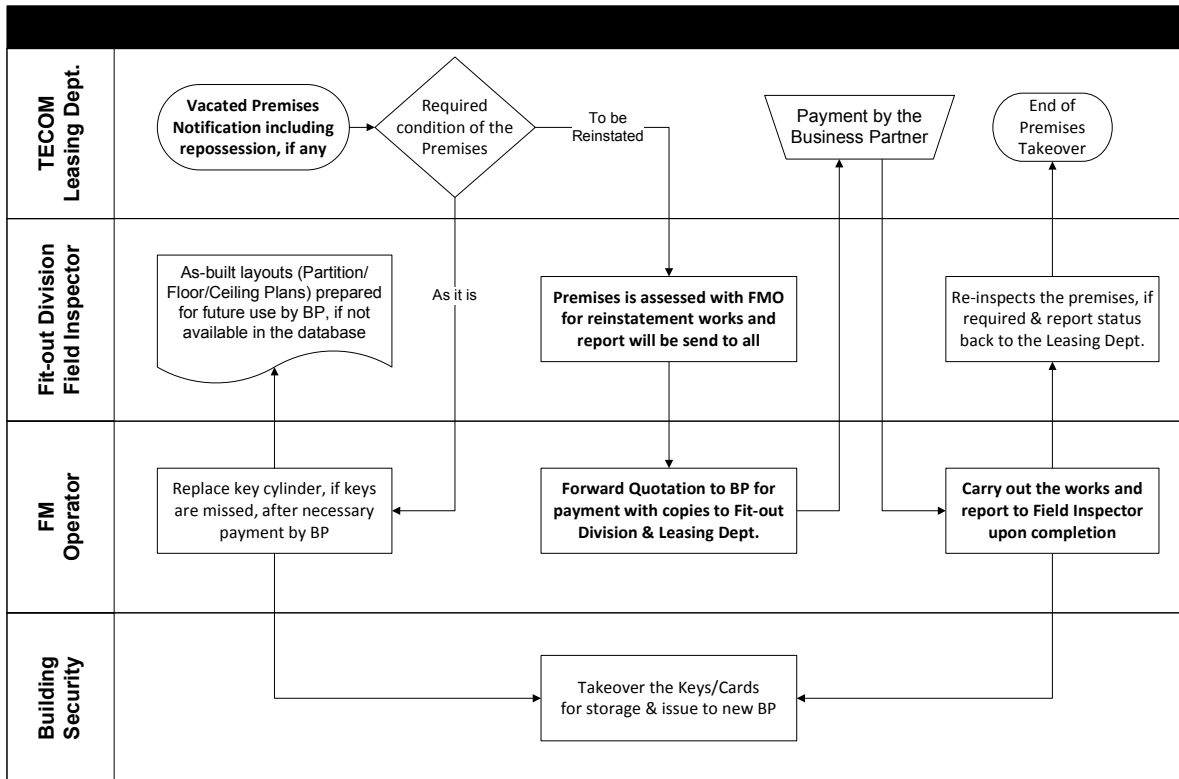 TECOM
Leasing Dept.
Vacated Premises
Notification including
repossession, if any
Required
condition of the
Premises
To be
Reinstated
Payment by the
Business Partner
End of
Premises
Takeover
Fit-out Division
Field Inspector
As-built layouts (Partition/
Floor/Ceiling Plans) prepared
for future use by BP, if not
available in the database
As it is
Premises is assessed with FMO
for reinstatement works and
report will be send to all
Re-inspects the premises, if
required & report status
back to the Leasing Dept.
FM
Operator
Replace key cylinder, if keys
are missed, after necessary
payment by BP
Forward Quotation to BP for
payment with copies to Fit-out
Division & Leasing Dept.
Carry out the works and
report to Field Inspector
upon completion
Building
Security
Takeover the Keys/Cards
for storage & issue to new BP